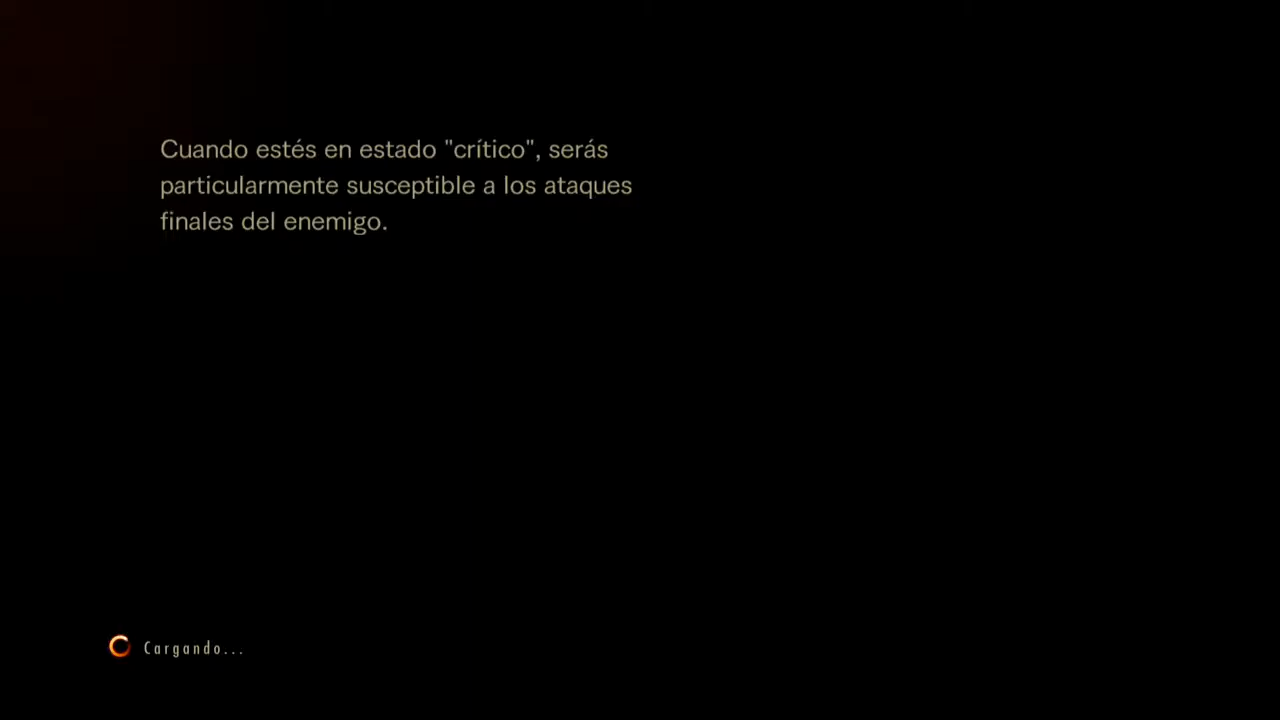 Cuando estés en estado "crítico", serás
particularmente susceptible a los ataques
finales del enemigo.
Cargando...